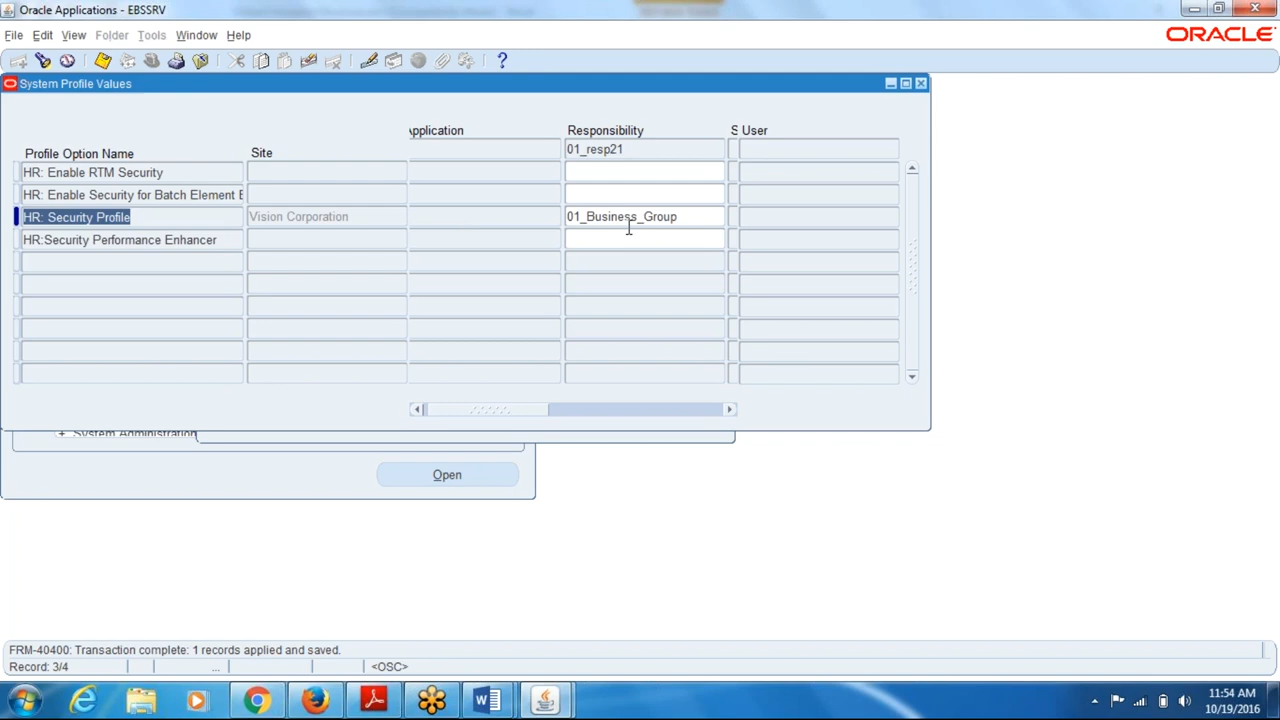 Oracle Applications - EBSSRV
File Edit View Folder Tools Window Help
ORACLE
System Profile Values
Application Responsibility S User
01_resp21
Profile Option Name Site
HR: Enable RTM Security
HR: Enable Security for Batch Element E
HR: Security Profile Vision Corporation 01_Business_Group
HR:Security Performance Enhancer
+ System Administration
Open
FRM-40400: Transaction complete: 1 records applied and saved.
Record: 3/4 ... <OSC>
11:54 AM
10/19/2016